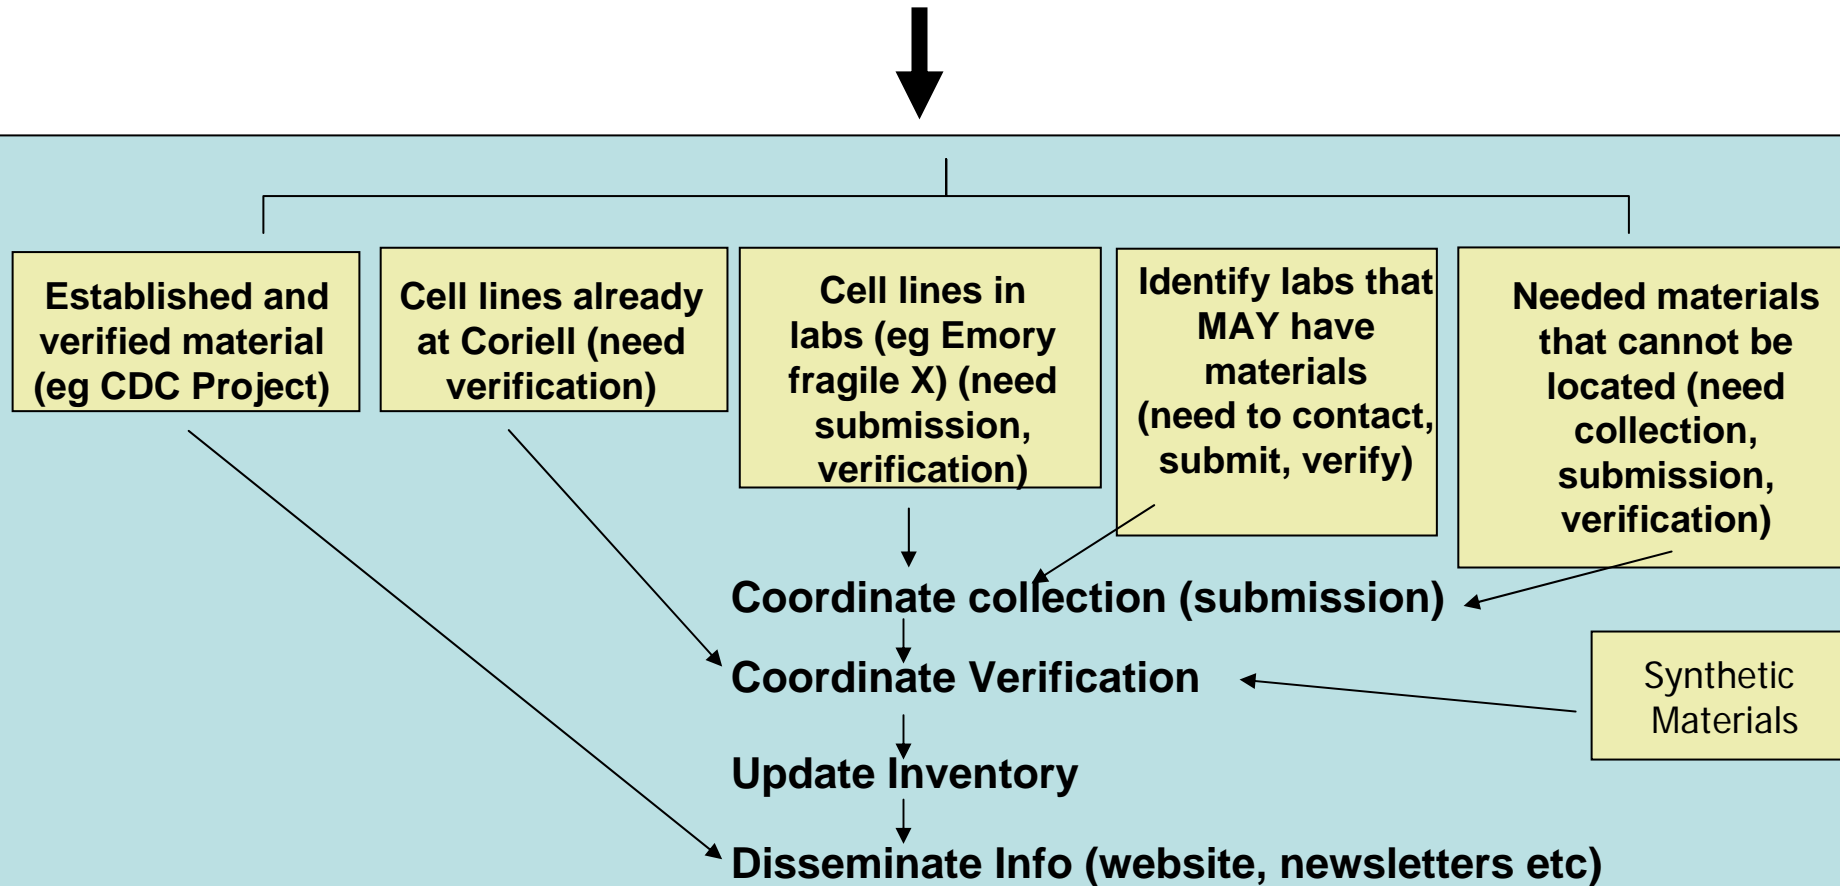 Established and
verified material
(eg CDC Project)
Cell lines already
at Coriell (need
verification)
Cell lines in
labs (eg Emory
fragile X) (need
submission,
verification)
Identify labs that
MAY have
materials
(need to contact,
submit, verify)
Needed materials
that cannot be
located (need
collection,
submission,
verification)
Coordinate collection (submission)
Coordinate Verification
Synthetic
Materials
Update Inventory
Disseminate Info (website, newsletters etc)